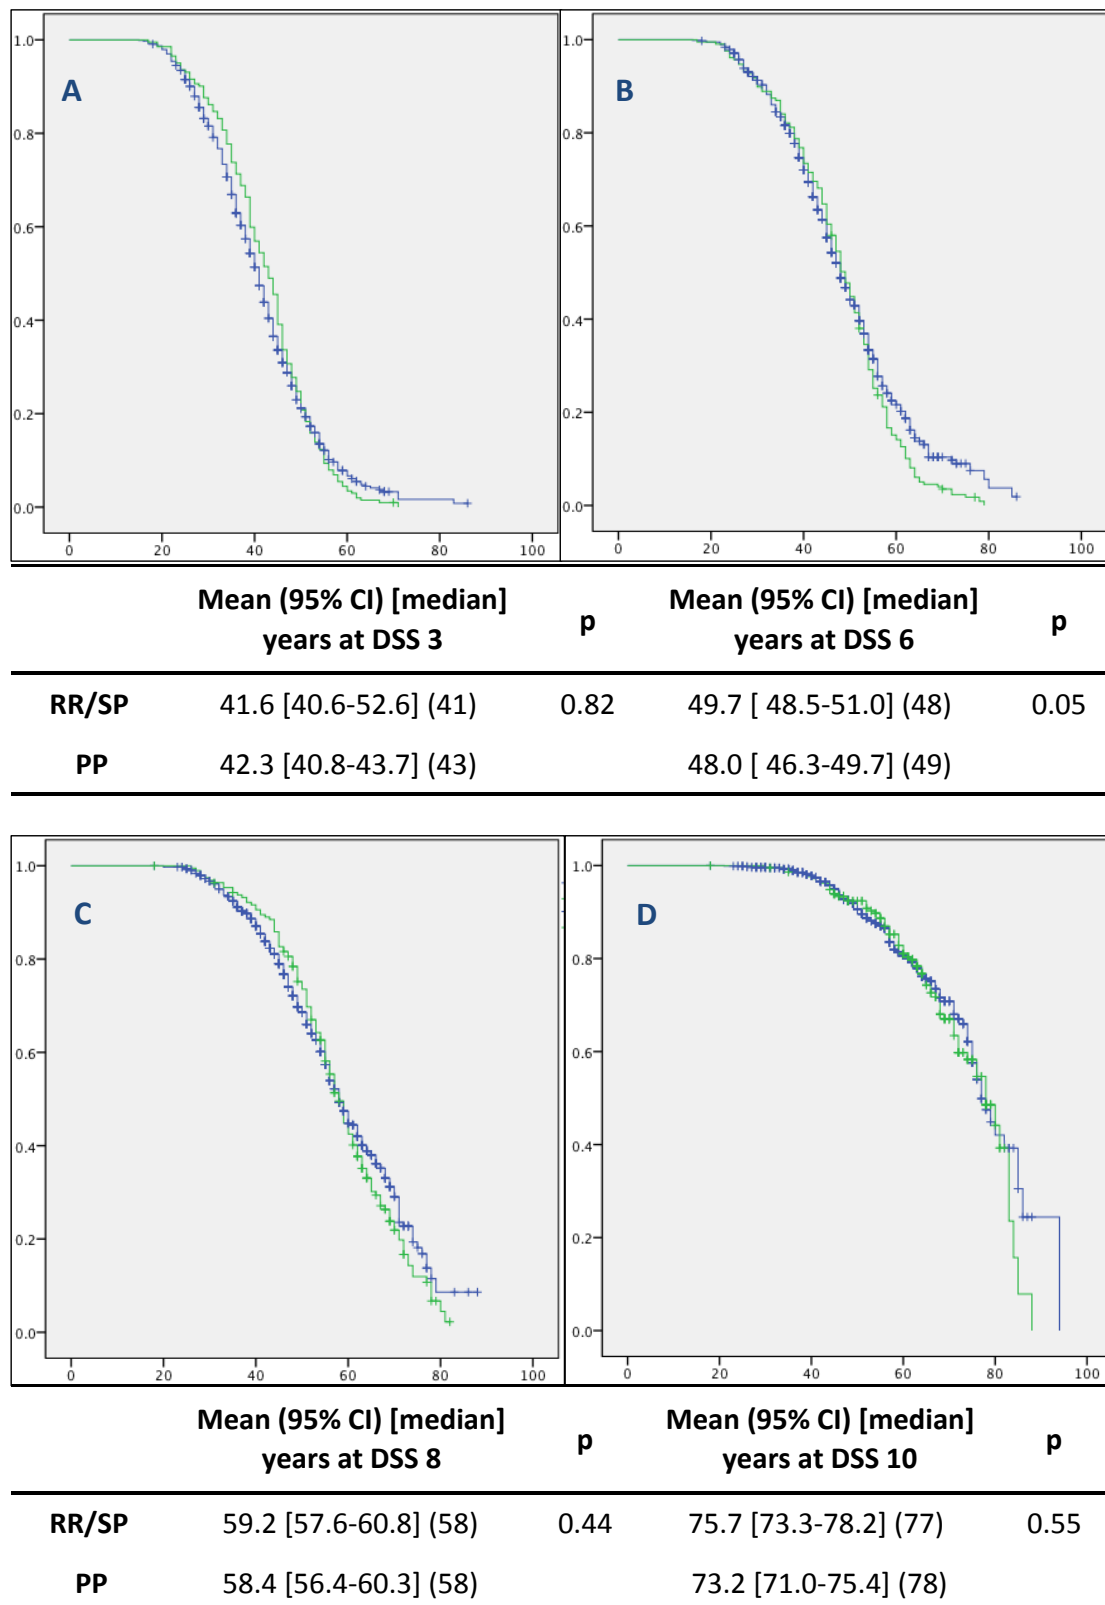 A
B
1.0
0.8
0.6
0.4
0.2
0.0
0 20 40 60 80 100
1.0
0.8
0.6
0.4
0.2
0.0
0 20 40 60 80 100
Mean (95% CI) [median] p Mean (95% CI) [median] p
years at DSS 3 years at DSS 6
RR/SP 41.6 [40.6-52.6] (41) 0.82 49.7 [ 48.5-51.0] (48) 0.05
PP 42.3 [40.8-43.7] (43) 48.0 [ 46.3-49.7] (49)
C
D
1.0
0.8
0.6
0.4
0.2
0.0
0 20 40 60 80 100
1.0
0.8
0.6
0.4
0.2
0.0
0 20 40 60 80 100
Mean (95% CI) [median] p Mean (95% CI) [median] p
years at DSS 8 years at DSS 10
RR/SP 59.2 [57.6-60.8] (58) 0.44 75.7 [73.3-78.2] (77) 0.55
PP 58.4 [56.4-60.3] (58) 73.2 [71.0-75.4] (78)